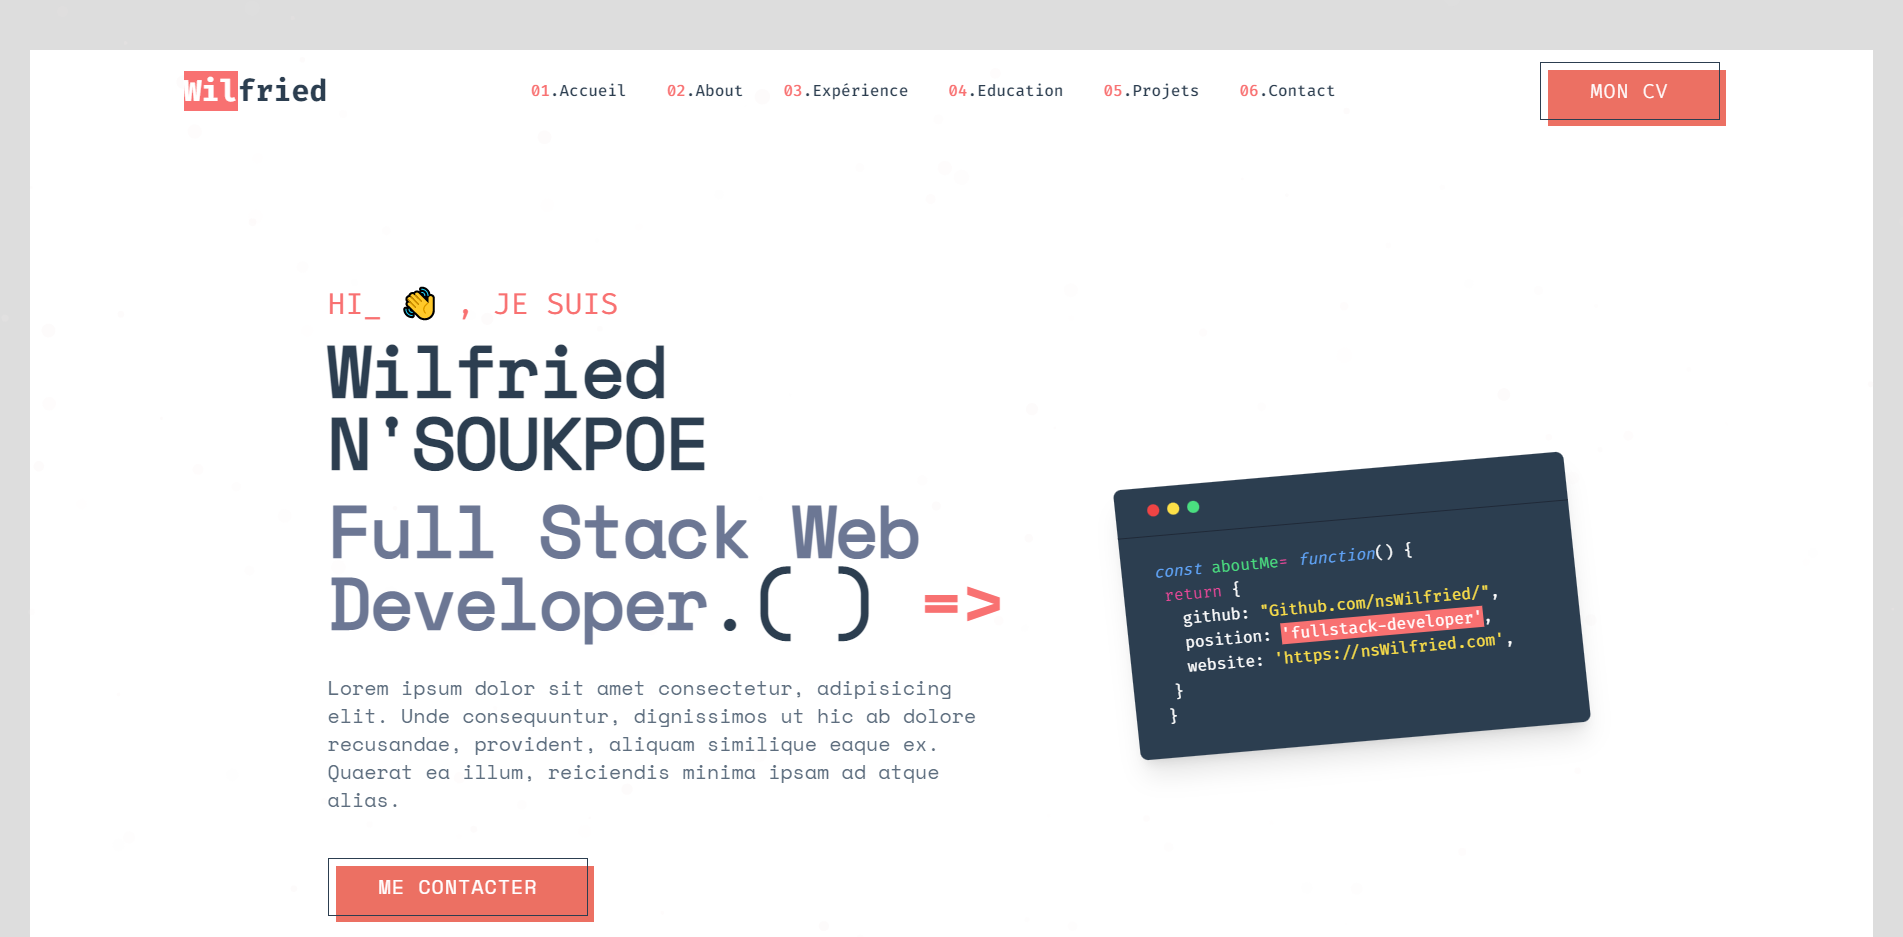 Wilfried
01.Accueil 02.About 03.Expérience 04.Education 05.Projets 06.Contact
MON CV
HI_ 👋 , JE SUIS
Wilfried
N'SOUKPOE
Full Stack Web
Developer.( ) =>
Lorem ipsum dolor sit amet consectetur, adipisicing
elit. Unde consequuntur, dignissimos ut hic ab dolore
recusandae, provident, aliquam similique eaque ex.
Quaerat ea illum, reiciendis minima ipsam ad atque
alias.
ME CONTACTER
const aboutMe= function() {
return {
github: "Github.com/nsWilfried/",
position: 'fullstack-developer',
website: 'https://nsWilfried.com',
}
}